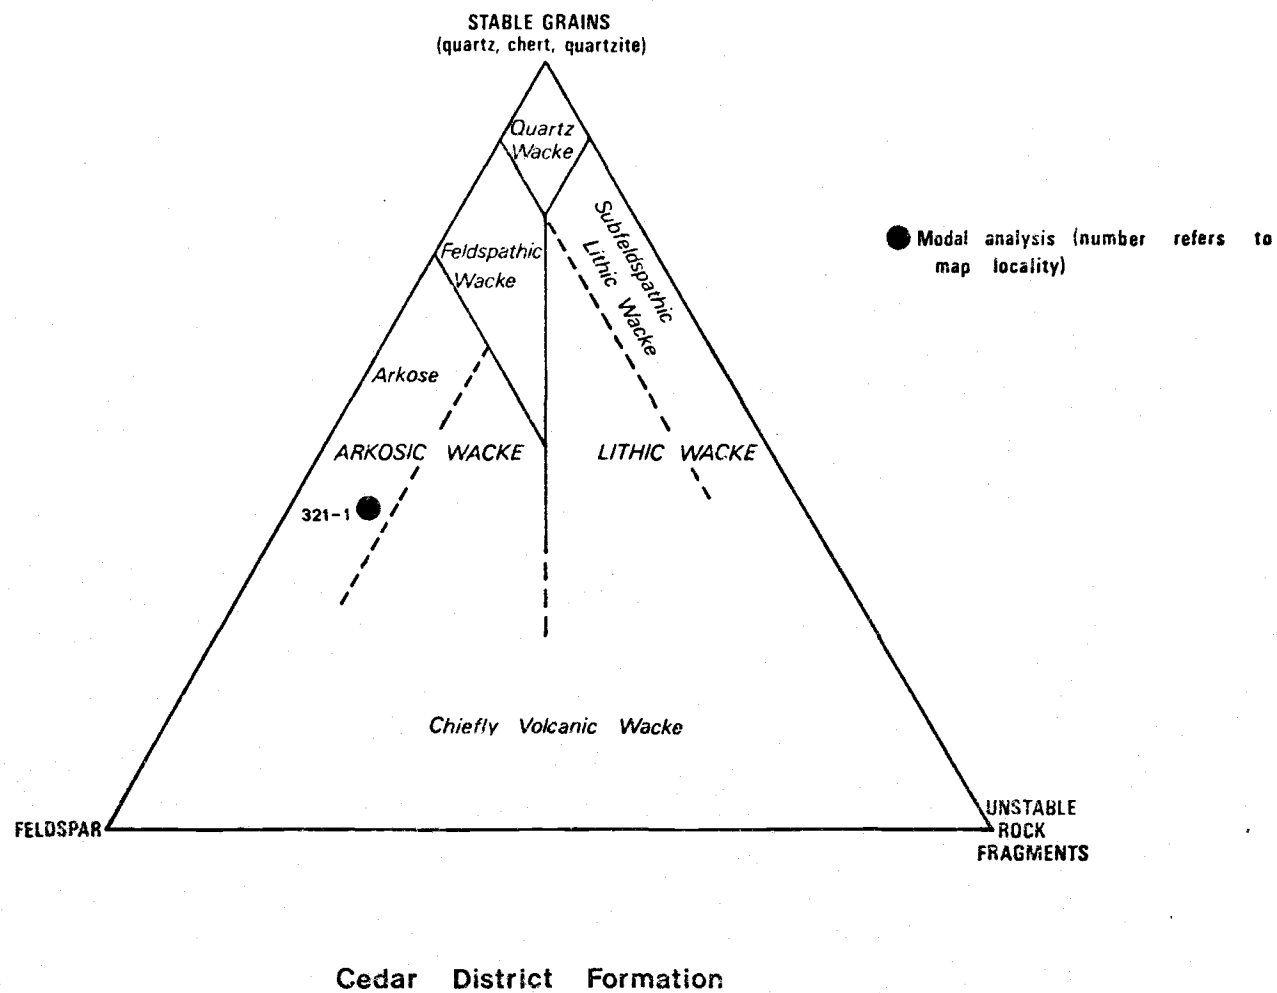 STABLE GRAINS
(quartz, chert, quartzite)
Quartz
Wacke
Subfeldspathic
Lithic Wacke
Modal analysis (number refers to
map locality)
Feldspathic
Wacke
Arkose
ARKOSIC WACKE
LITHIC WACKE
321-1
Chiefly Volcanic Wacke
FELDSPAR
UNSTABLE
ROCK
FRAGMENTS
Cedar District Formation